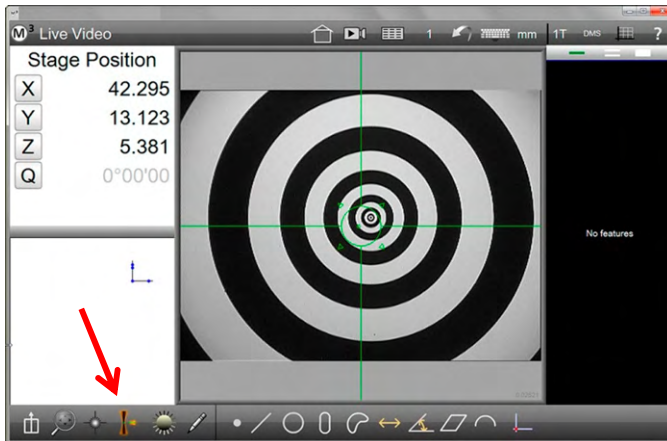 M³ Live Video 1 mm 1T DMS ?
Stage Position
X 42.295
Y 13.123
Z 5.381
Q 0°00'00
No features